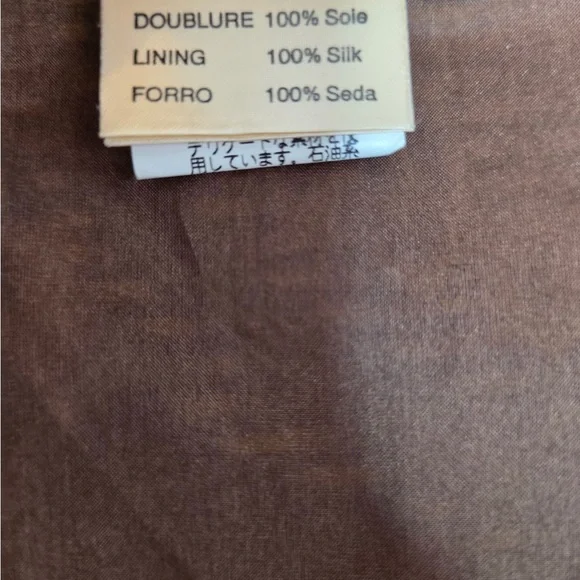 DOUBLURE 100% Soie
LINING 100% Silk
FORRO 100% Seda
デリケートな素材を使
用しています。石油系